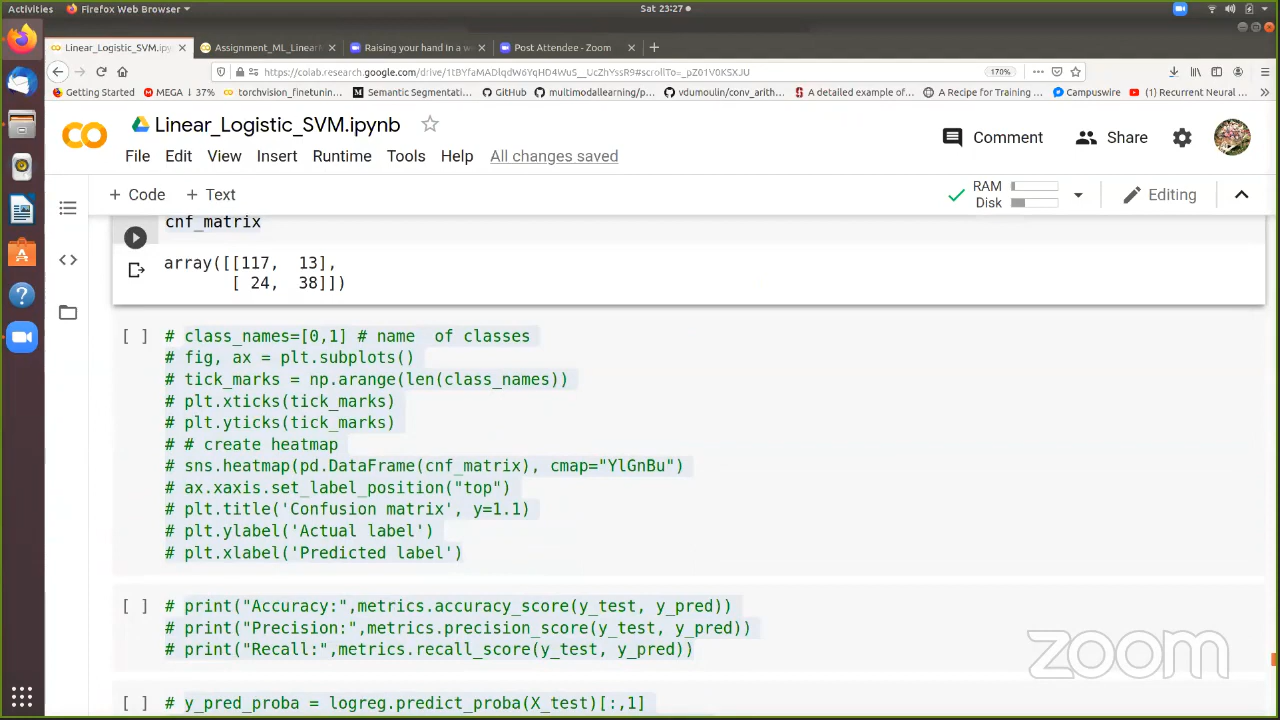 Activities
Firefox Web Browser
Sat 23:27
Linear_Logistic_SVM.ipyn
Assignment_ML_LinearM
Raising your hand in a w
Post Attendee - Zoom
https://colab.research.google.com/drive/1tBYfaMADlqdW6YqHD4WuS__UcZhYssR9#scrollTo=_pZ01V0KSXJU
170%
Getting Started
MEGA ↓ 37%
torchvision_finetunin...
Semantic Segmentati...
GitHub
multimodallearning/p...
vdumoulin/conv_arith...
A detailed example of...
A Recipe for Training ...
Campuswire
(1) Recurrent Neural ...
Linear_Logistic_SVM.ipynb
Comment
Share
File Edit View Insert Runtime Tools Help All changes saved
+ Code + Text
RAM
Disk
Editing
cnf_matrix
array([[117, 13],
[ 24, 38]])
[ ] # class_names=[0,1] # name of classes
# fig, ax = plt.subplots()
# tick_marks = np.arange(len(class_names))
# plt.xticks(tick_marks)
# plt.yticks(tick_marks)
# # create heatmap
# sns.heatmap(pd.DataFrame(cnf_matrix), cmap="YlGnBu")
# ax.xaxis.set_label_position("top")
# plt.title('Confusion matrix', y=1.1)
# plt.ylabel('Actual label')
# plt.xlabel('Predicted label')
[ ] # print("Accuracy:",metrics.accuracy_score(y_test, y_pred))
# print("Precision:",metrics.precision_score(y_test, y_pred))
# print("Recall:",metrics.recall_score(y_test, y_pred))
[ ] # y_pred_proba = logreg.predict_proba(X_test)[:,1]
zoom